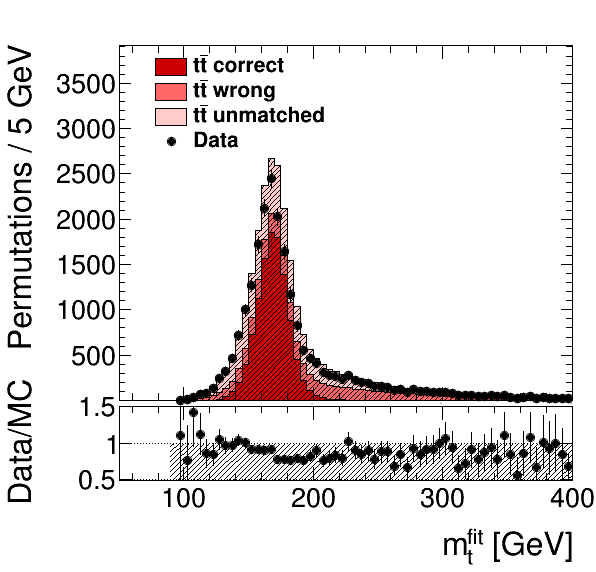 Permutations / 5 GeV
3500
3000
2500
2000
1500
1000
500
tt̄ correct
tt̄ wrong
tt̄ unmatched
Data
Data/MC
1.5
1
0.5
100 200 300 400
m_t^fit [GeV]